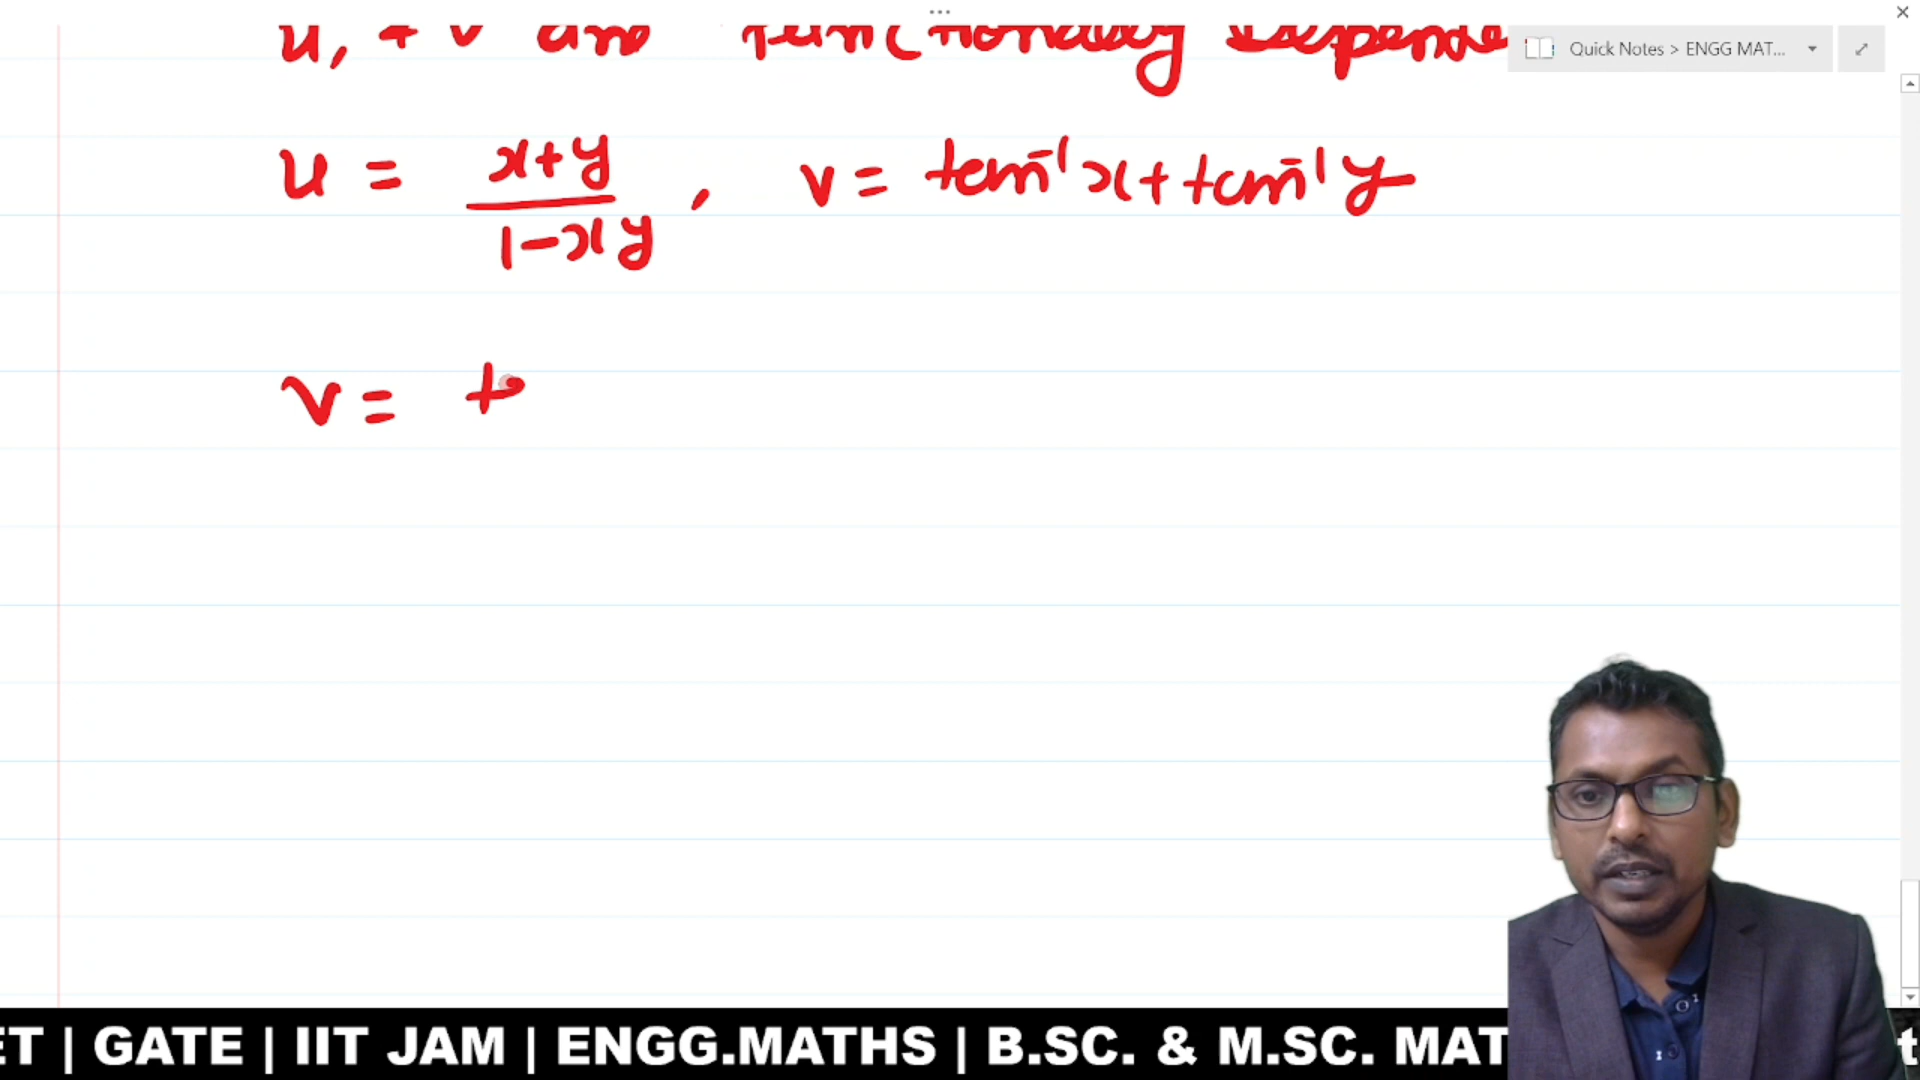 ...
u, + v are functionally depende
Quick Notes > ENGG MAT...
u = x+y / 1-xy , v = tan⁻¹x + tan⁻¹y
v = t
ET | GATE | IIT JAM | ENGG.MATHS | B.SC. & M.SC. MAT t